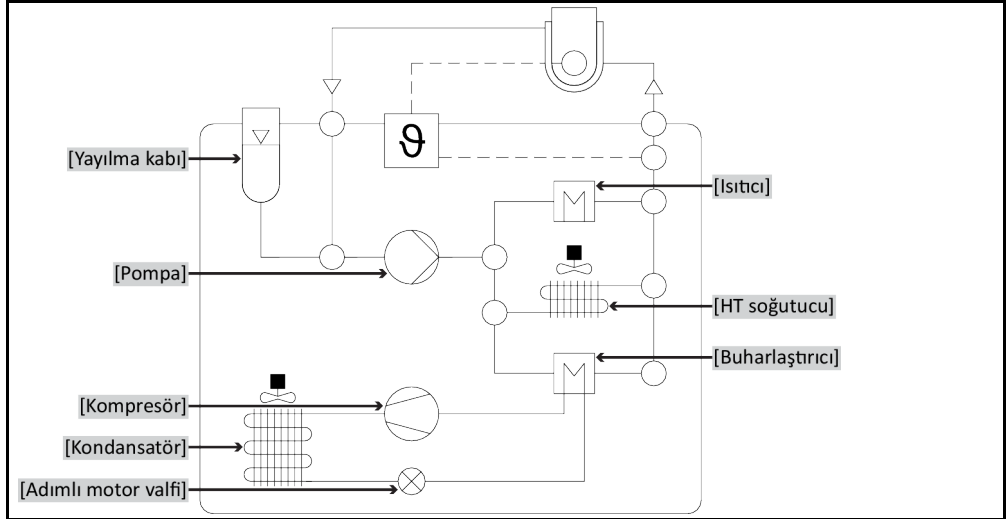 ϑ
[Yayılma kabı]
[Isıtıcı]
[Pompa]
[HT soğutucu]
[Buharlaştırıcı]
[Kompresör]
[Kondansatör]
[Adımlı motor valfi]